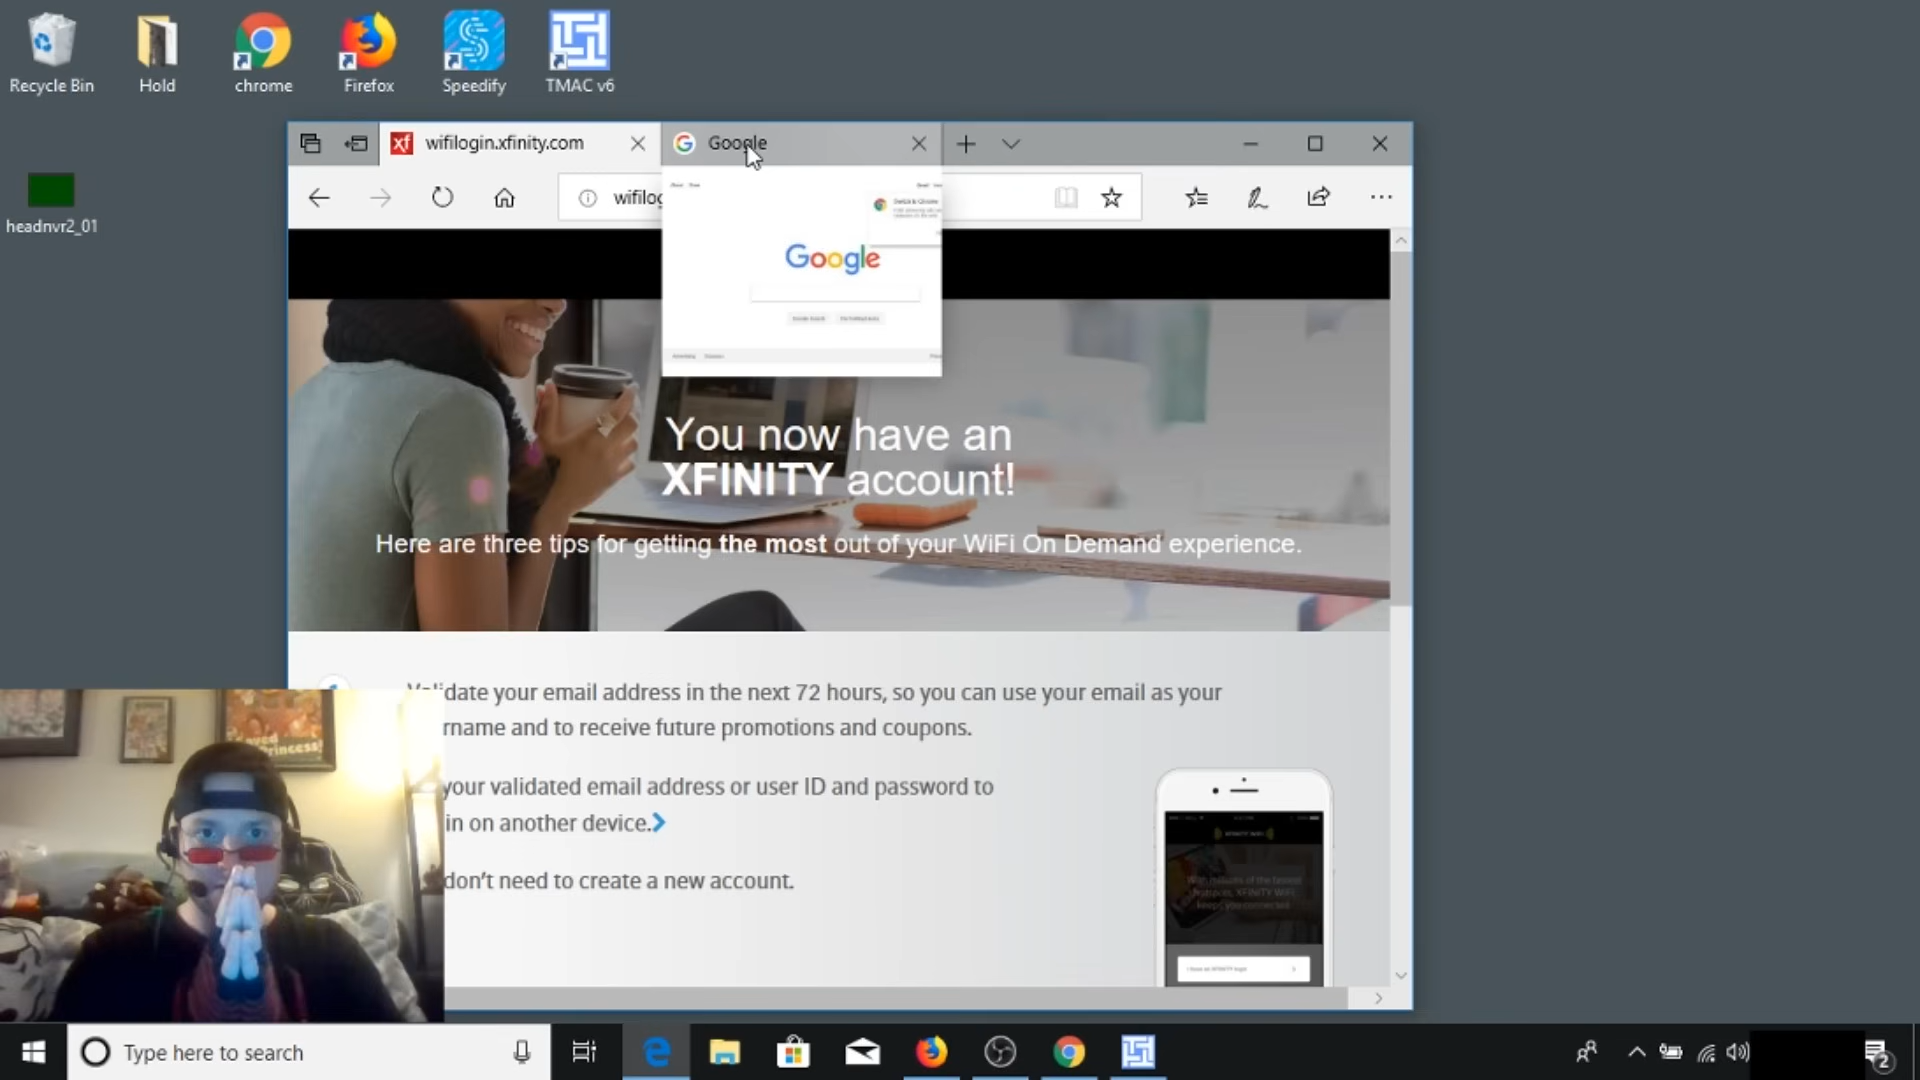 Recycle Bin
Hold
chrome
Firefox
Speedify
TMAC v6
headnvr2_01
wifilogin.xfinity.com
Google
wifilog
Google
You now have an
XFINITY account!
Here are three tips for getting the most out of your WiFi On Demand experience.
Validate your email address in the next 72 hours, so you can use your email as your
rname and to receive future promotions and coupons.
your validated email address or user ID and password to
in on another device.
don't need to create a new account.
Type here to search
2